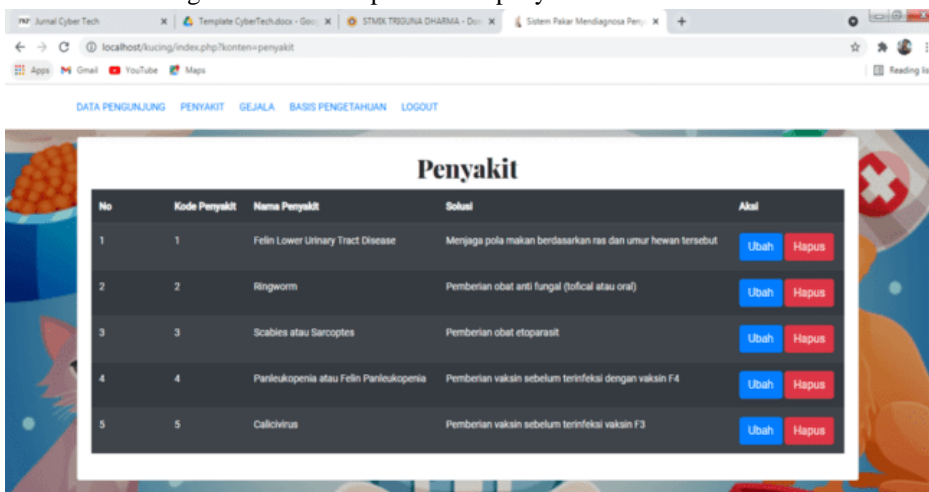 Jurnal Cyber Tech
Template CyberTech.docx - Goo
STMIK TRIGUNA DHARMA - Do
Sistem Pakar Mendiagnosa Peny
localhost/kucing/index.php?konten=penyakit
Apps Gmail YouTube Maps Reading lis
DATA PENGUNJUNG PENYAKIT GEJALA BASIS PENGETAHUAN LOGOUT
Penyakit
No Kode Penyakit Nama Penyakit Solusi Aksi
1 1 Felin Lower Urinary Tract Disease Menjaga pola makan berdasarkan ras dan umur hewan tersebut Ubah Hapus
2 2 Ringworm Pemberian obat anti fungal (tofical atau oral) Ubah Hapus
3 3 Scabies atau Sarcoptes Pemberian obat etoparasit Ubah Hapus
4 4 Panleukopenia atau Felin Panleukopenia Pemberian vaksin sebelum terinfeksi dengan vaksin F4 Ubah Hapus
5 5 Calicivirus Pemberian vaksin sebelum terinfeksi vaksin F3 Ubah Hapus